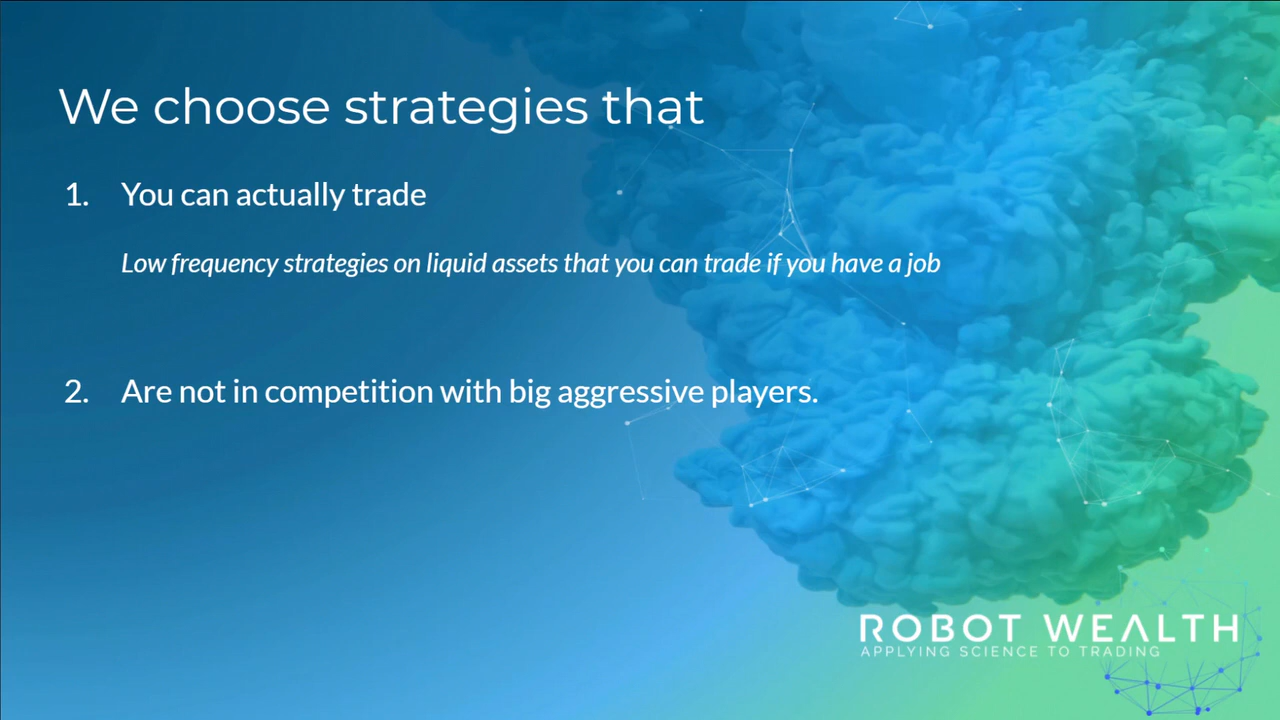 We choose strategies that
1. You can actually trade
Low frequency strategies on liquid assets that you can trade if you have a job
2. Are not in competition with big aggressive players.
ROBOT WEALTH
APPLYING SCIENCE TO TRADING